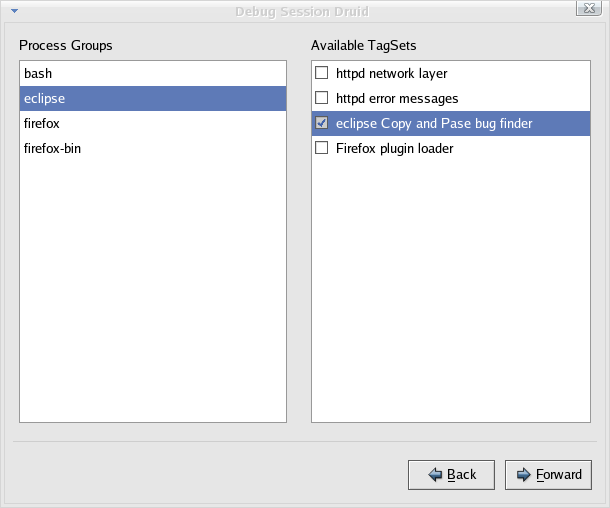 Debug Session Druid
Process Groups
bash
eclipse
firefox
firefox-bin
Available TagSets
httpd network layer
httpd error messages
eclipse Copy and Pase bug finder
Firefox plugin loader
Back
Forward